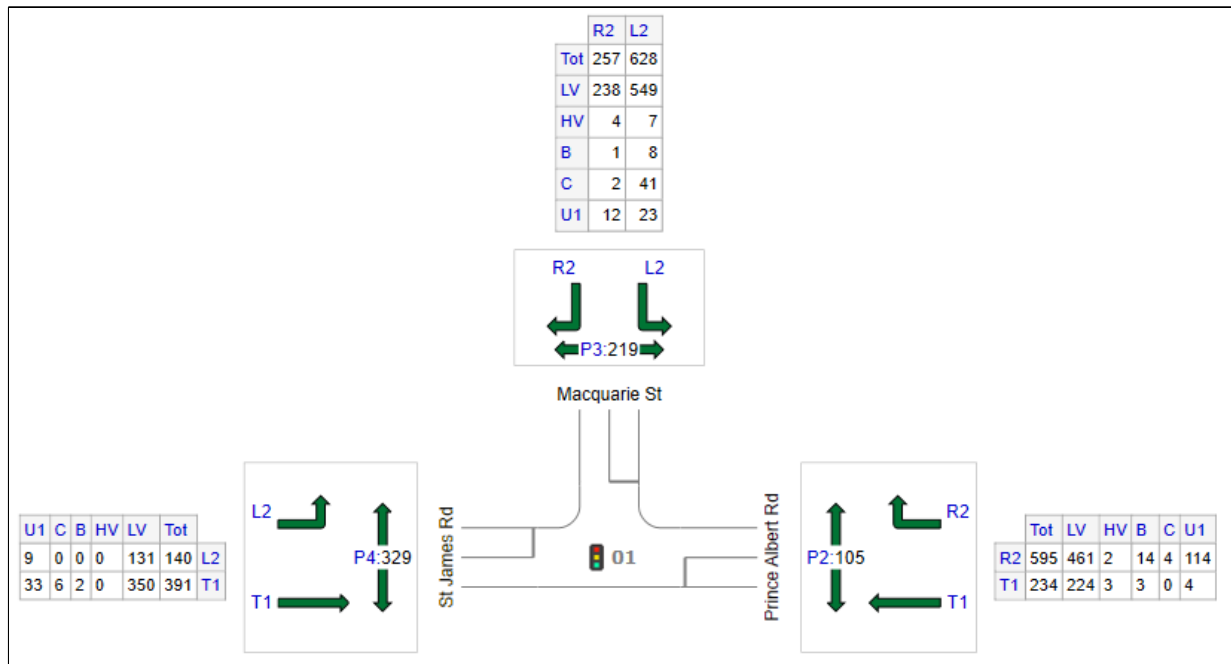 R2 L2
Tot 257 628
LV 238 549
HV 4 7
B 1 8
C 2 41
U1 12 23
R2 L2
P3:219
Macquarie St
L2
P4:329
T1
St James Rd
01
Prince Albert Rd
R2
P2:105
T1
U1 C B HV LV Tot
9 0 0 0 131 140 L2
33 6 2 0 350 391 T1
Tot LV HV B C U1
R2 595 461 2 14 4 114
T1 234 224 3 3 0 4